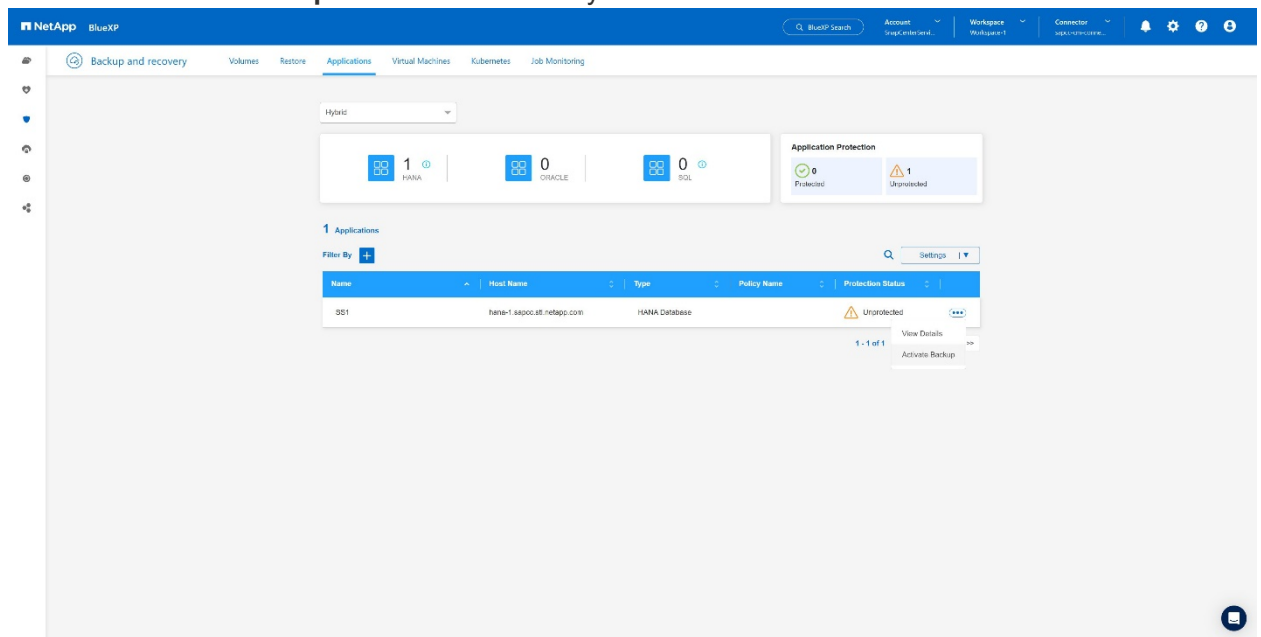 NetApp BlueXP
BlueXP Search
Account
SnapCenterServi...
Workspace
Workspace-1
Connector
Backup and recovery
Volumes
Restore
Applications
Virtual Machines
Kubernetes
Job Monitoring
Hybrid
1
HANA
0
ORACLE
0
SQL
Application Protection
0
Protected
1
Unprotected
1 Applications
Filter By
Settings
Name
Host Name
Type
Policy Name
Protection Status
SS1
hana-1.sapcc.stl.netapp.com
HANA Database
Unprotected
View Details
1 - 1 of 1
>>
Activate Backup